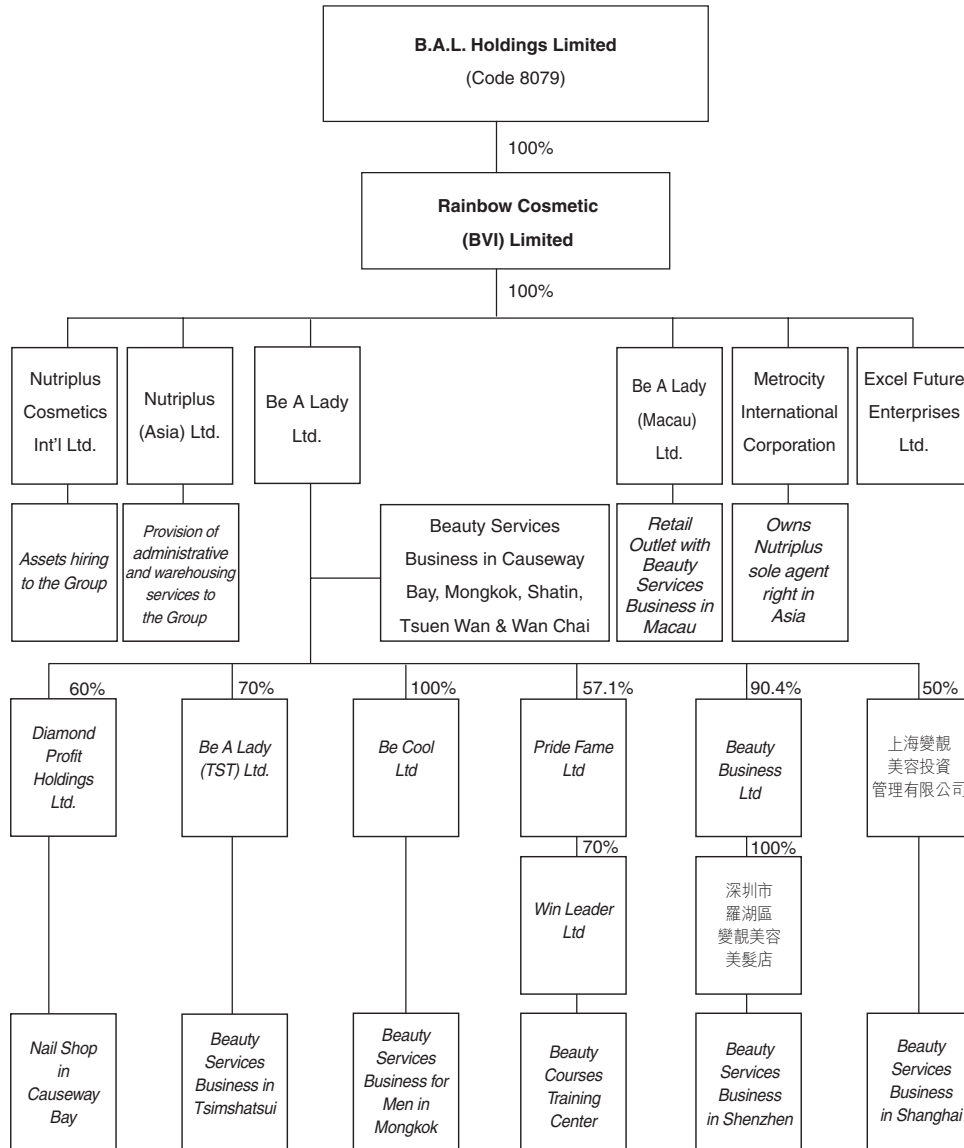 B.A.L. Holdings Limited
(Code 8079)
100%
Rainbow Cosmetic
(BVI) Limited
100%
Nutriplus
Cosmetics
Int'l Ltd.
Nutriplus
(Asia) Ltd.
Be A Lady
Ltd.
Be A Lady
(Macau)
Ltd.
Metrocity
International
Corporation
Excel Future
Enterprises
Ltd.
Assets hiring
to the Group
Provision of
administrative
and warehousing
services to
the Group
Beauty Services
Business in Causeway
Bay, Mongkok, Shatin,
Tsuen Wan & Wan Chai
Retail
Outlet with
Beauty
Services
Business in
Macau
Owns
Nutriplus
sole agent
right in
Asia
60%
Diamond
Profit
Holdings
Ltd.
70%
Be A Lady
(TST) Ltd.
100%
Be Cool
Ltd
57.1%
Pride Fame
Ltd
90.4%
Beauty
Business
Ltd
50%
上海變靚
美容投資
管理有限公司
70%
Win Leader
Ltd
100%
深圳市
羅湖區
變靚美容
美髮店
Nail Shop
in
Causeway
Bay
Beauty
Services
Business in
Tsimshatsui
Beauty
Services
Business for
Men in
Mongkok
Beauty
Courses
Training
Center
Beauty
Services
Business
in Shenzhen
Beauty
Services
Business
in Shanghai